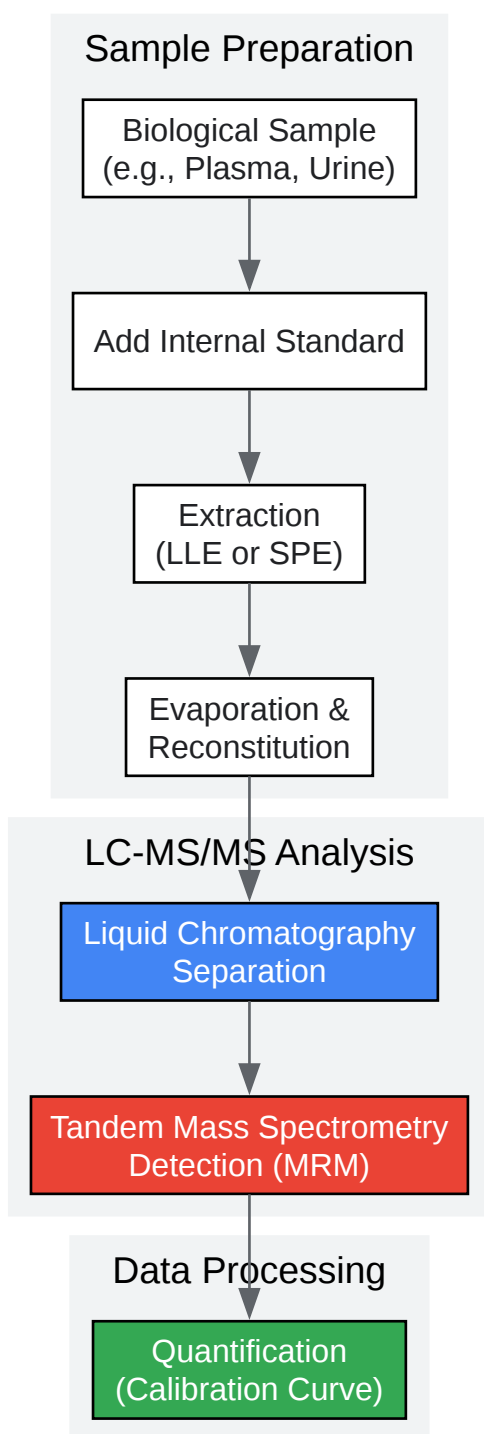 Sample Preparation
Biological Sample
(e.g., Plasma, Urine)
Add Internal Standard
Extraction
(LLE or SPE)
Evaporation &
Reconstitution
LC-MS/MS Analysis
Liquid Chromatography
Separation
Tandem Mass Spectrometry
Detection (MRM)
Data Processing
Quantification
(Calibration Curve)